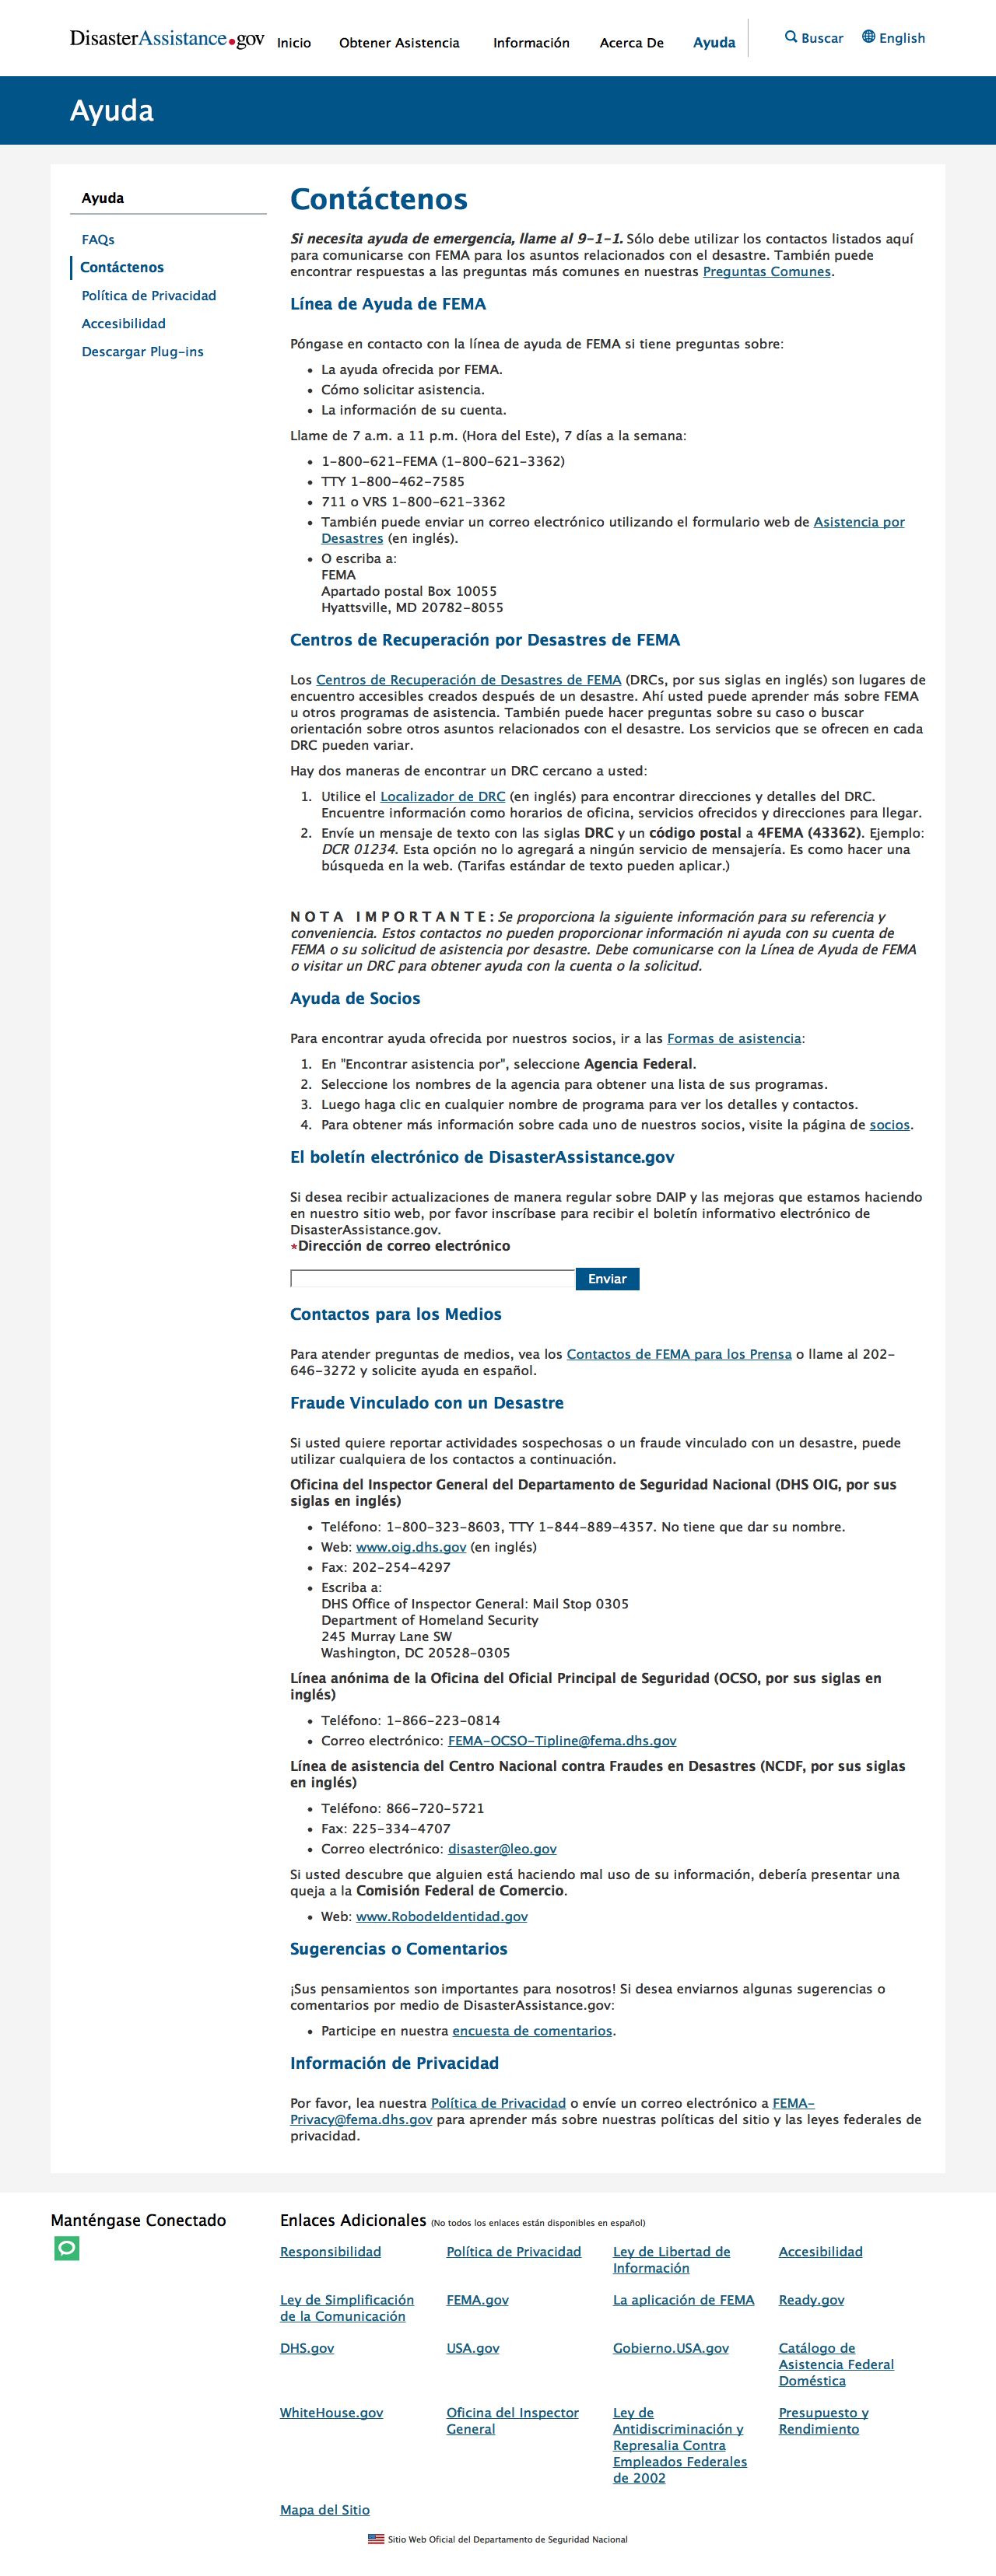 DisasterAssistance.gov
Inicio
Obtener Asistencia
Información
Acerca De
Ayuda
Buscar
English
Ayuda
Ayuda
FAQs
Contáctenos
Política de Privacidad
Accesibilidad
Descargar Plug-ins
Contáctenos
Si necesita ayuda de emergencia, llame al 9-1-1. Sólo debe utilizar los contactos listados aquí
para comunicarse con FEMA para los asuntos relacionados con el desastre. También puede
encontrar respuestas a las preguntas más comunes en nuestras Preguntas Comunes.
Línea de Ayuda de FEMA
Póngase en contacto con la línea de ayuda de FEMA si tiene preguntas sobre:
• La ayuda ofrecida por FEMA.
• Cómo solicitar asistencia.
• La información de su cuenta.
Llame de 7 a.m. a 11 p.m. (Hora del Este), 7 días a la semana:
• 1-800-621-FEMA (1-800-621-3362)
• TTY 1-800-462-7585
• 711 o VRS 1-800-621-3362
• También puede enviar un correo electrónico utilizando el formulario web de Asistencia por
Desastres (en inglés).
• O escriba a:
FEMA
Apartado postal Box 10055
Hyattsville, MD 20782-8055
Centros de Recuperación por Desastres de FEMA
Los Centros de Recuperación de Desastres de FEMA (DRCs, por sus siglas en inglés) son lugares de
encuentro accesibles creados después de un desastre. Ahí usted puede aprender más sobre FEMA
u otros programas de asistencia. También puede hacer preguntas sobre su caso o buscar
orientación sobre otros asuntos relacionados con el desastre. Los servicios que se ofrecen en cada
DRC pueden variar.
Hay dos maneras de encontrar un DRC cercano a usted:
1. Utilice el Localizador de DRC (en inglés) para encontrar direcciones y detalles del DRC.
Encuentre información como horarios de oficina, servicios ofrecidos y direcciones para llegar.
2. Envíe un mensaje de texto con las siglas DRC y un código postal a 4FEMA (43362). Ejemplo:
DCR 01234. Esta opción no lo agregará a ningún servicio de mensajería. Es como hacer una
búsqueda en la web. (Tarifas estándar de texto pueden aplicar.)
NOTA IMPORTANTE: Se proporciona la siguiente información para su referencia y
conveniencia. Estos contactos no pueden proporcionar información ni ayuda con su cuenta de
FEMA o su solicitud de asistencia por desastre. Debe comunicarse con la Línea de Ayuda de FEMA
o visitar un DRC para obtener ayuda con la cuenta o la solicitud.
Ayuda de Socios
Para encontrar ayuda ofrecida por nuestros socios, ir a las Formas de asistencia:
1. En "Encontrar asistencia por", seleccione Agencia Federal.
2. Seleccione los nombres de la agencia para obtener una lista de sus programas.
3. Luego haga clic en cualquier nombre de programa para ver los detalles y contactos.
4. Para obtener más información sobre cada uno de nuestros socios, visite la página de socios.
El boletín electrónico de DisasterAssistance.gov
Si desea recibir actualizaciones de manera regular sobre DAIP y las mejoras que estamos haciendo
en nuestro sitio web, por favor inscríbase para recibir el boletín informativo electrónico de
DisasterAssistance.gov.
*Dirección de correo electrónico
Enviar
Contactos para los Medios
Para atender preguntas de medios, vea los Contactos de FEMA para los Prensa o llame al 202-
646-3272 y solicite ayuda en español.
Fraude Vinculado con un Desastre
Si usted quiere reportar actividades sospechosas o un fraude vinculado con un desastre, puede
utilizar cualquiera de los contactos a continuación.
Oficina del Inspector General del Departamento de Seguridad Nacional (DHS OIG, por sus
siglas en inglés)
• Teléfono: 1-800-323-8603, TTY 1-844-889-4357. No tiene que dar su nombre.
• Web: www.oig.dhs.gov (en inglés)
• Fax: 202-254-4297
• Escriba a:
DHS Office of Inspector General: Mail Stop 0305
Department of Homeland Security
245 Murray Lane SW
Washington, DC 20528-0305
Línea anónima de la Oficina del Oficial Principal de Seguridad (OCSO, por sus siglas en
inglés)
• Teléfono: 1-866-223-0814
• Correo electrónico: FEMA-OCSO-Tipline@fema.dhs.gov
Línea de asistencia del Centro Nacional contra Fraudes en Desastres (NCDF, por sus siglas
en inglés)
• Teléfono: 866-720-5721
• Fax: 225-334-4707
• Correo electrónico: disaster@leo.gov
Si usted descubre que alguien está haciendo mal uso de su información, debería presentar una
queja a la Comisión Federal de Comercio.
• Web: www.RobodeIdentidad.gov
Sugerencias o Comentarios
¡Sus pensamientos son importantes para nosotros! Si desea enviarnos algunas sugerencias o
comentarios por medio de DisasterAssistance.gov:
• Participe en nuestra encuesta de comentarios.
Información de Privacidad
Por favor, lea nuestra Política de Privacidad o envíe un correo electrónico a FEMA-
Privacy@fema.dhs.gov para aprender más sobre nuestras políticas del sitio y las leyes federales de
privacidad.
Manténgase Conectado
Enlaces Adicionales (No todos los enlaces están disponibles en español)
Responsibilidad
Política de Privacidad
Ley de Libertad de
Información
Accesibilidad
Ley de Simplificación
de la Comunicación
FEMA.gov
La aplicación de FEMA
Ready.gov
DHS.gov
USA.gov
Gobierno.USA.gov
Catálogo de
Asistencia Federal
Doméstica
WhiteHouse.gov
Oficina del Inspector
General
Ley de
Antidiscriminación y
Represalia Contra
Empleados Federales
de 2002
Presupuesto y
Rendimiento
Mapa del Sitio
Sitio Web Oficial del Departamento de Seguridad Nacional